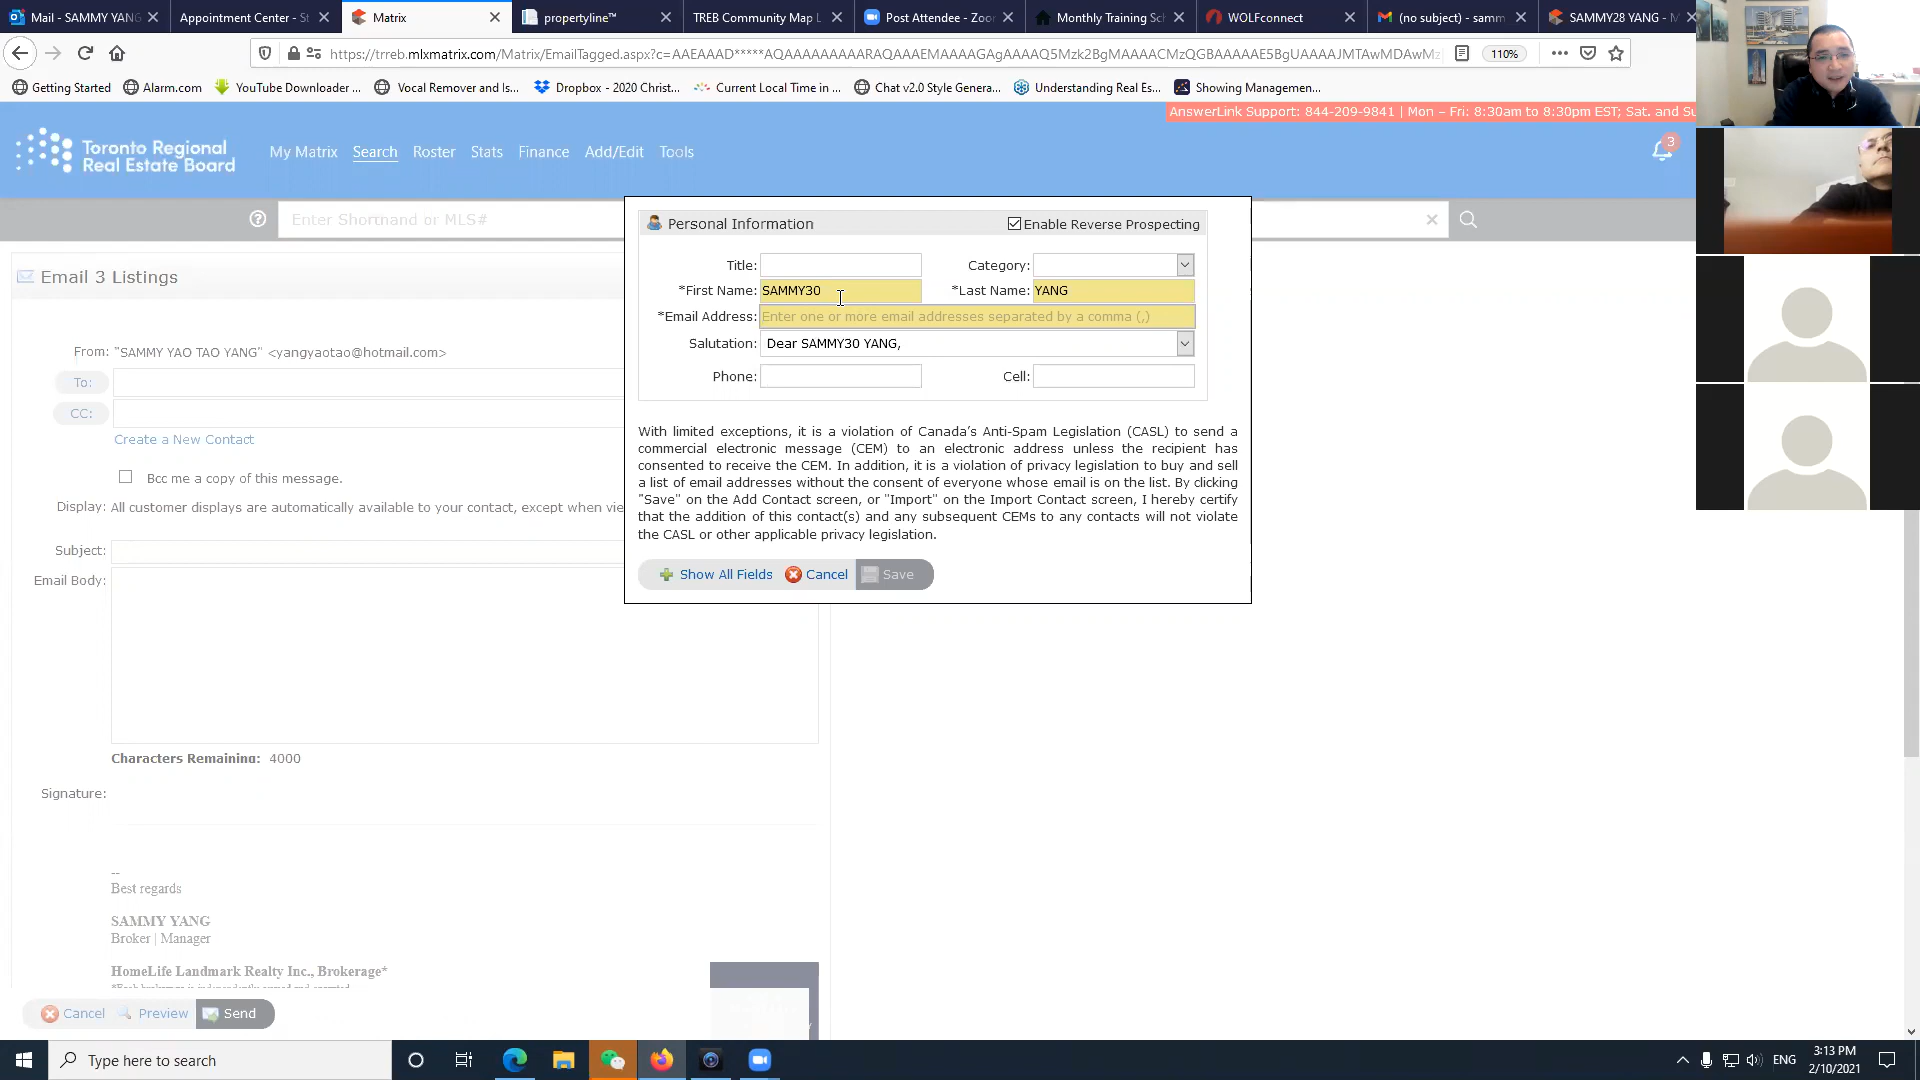 Mail - SAMMY YANG
Appointment Center - St
Matrix
propertyline™
TREB Community Map L
Post Attendee - Zoor
Monthly Training Sc
WOLFconnect
(no subject) - samm
SAMMY28 YANG - M
https://trreb.mlxmatrix.com/Matrix/EmailTagged.aspx?c=AAEAAAD*****AQAAAAAAAAARAQAAAEMAAAAGAgAAAAQ5Mzk2BgMAAAACMzQGBAAAAAE5BgUAAAAJMTAwMDAwMz
110%
Getting Started
Alarm.com
YouTube Downloader ...
Vocal Remover and Is...
Dropbox - 2020 Christ...
Current Local Time in ...
Chat v2.0 Style Genera...
Understanding Real Es...
Showing Managemen...
AnswerLink Support: 844-209-9841 | Mon – Fri: 8:30am to 8:30pm EST; Sat. and Su
Toronto Regional
Real Estate Board
My Matrix
Search
Roster
Stats
Finance
Add/Edit
Tools
3
Enter Shorthand or MLS#
Email 3 Listings
From: "SAMMY YAO TAO YANG" <yangyaotao@hotmail.com>
To:
CC:
Create a New Contact
Bcc me a copy of this message.
Display: All customer displays are automatically available to your contact, except when vie
Subject:
Email Body:
Characters Remaining: 4000
Signature:
--
Best regards
SAMMY YANG
Broker | Manager
HomeLife Landmark Realty Inc., Brokerage*
Cancel
Preview
Send
Personal Information
Enable Reverse Prospecting
Title:
Category:
*First Name: SAMMY30
*Last Name: YANG
*Email Address: Enter one or more email addresses separated by a comma (,)
Salutation: Dear SAMMY30 YANG,
Phone:
Cell:
With limited exceptions, it is a violation of Canada's Anti-Spam Legislation (CASL) to send a
commercial electronic message (CEM) to an electronic address unless the recipient has
consented to receive the CEM. In addition, it is a violation of privacy legislation to buy and sell
a list of email addresses without the consent of everyone whose email is on the list. By clicking
"Save" on the Add Contact screen, or "Import" on the Import Contact screen, I hereby certify
that the addition of this contact(s) and any subsequent CEMs to any contacts will not violate
the CASL or other applicable privacy legislation.
Show All Fields
Cancel
Save
Type here to search
ENG
3:13 PM
2/10/2021